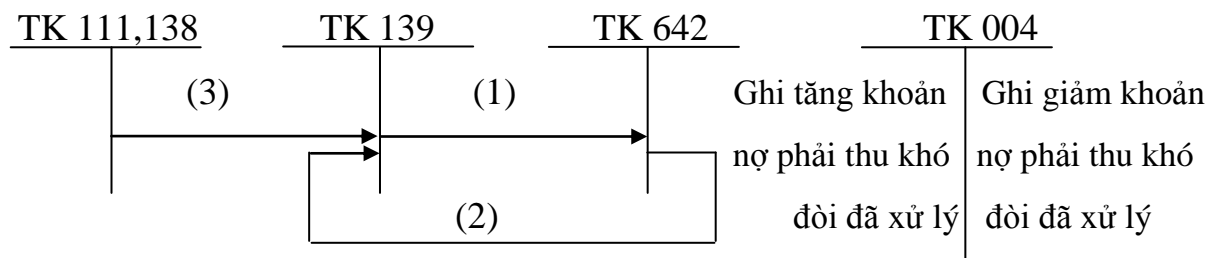 TK 111,138 TK 139 TK 642 TK 004
(3) (1) Ghi tăng khoản Ghi giảm khoản
nợ phải thu khó nợ phải thu khó
(2) đòi đã xử lý đòi đã xử lý